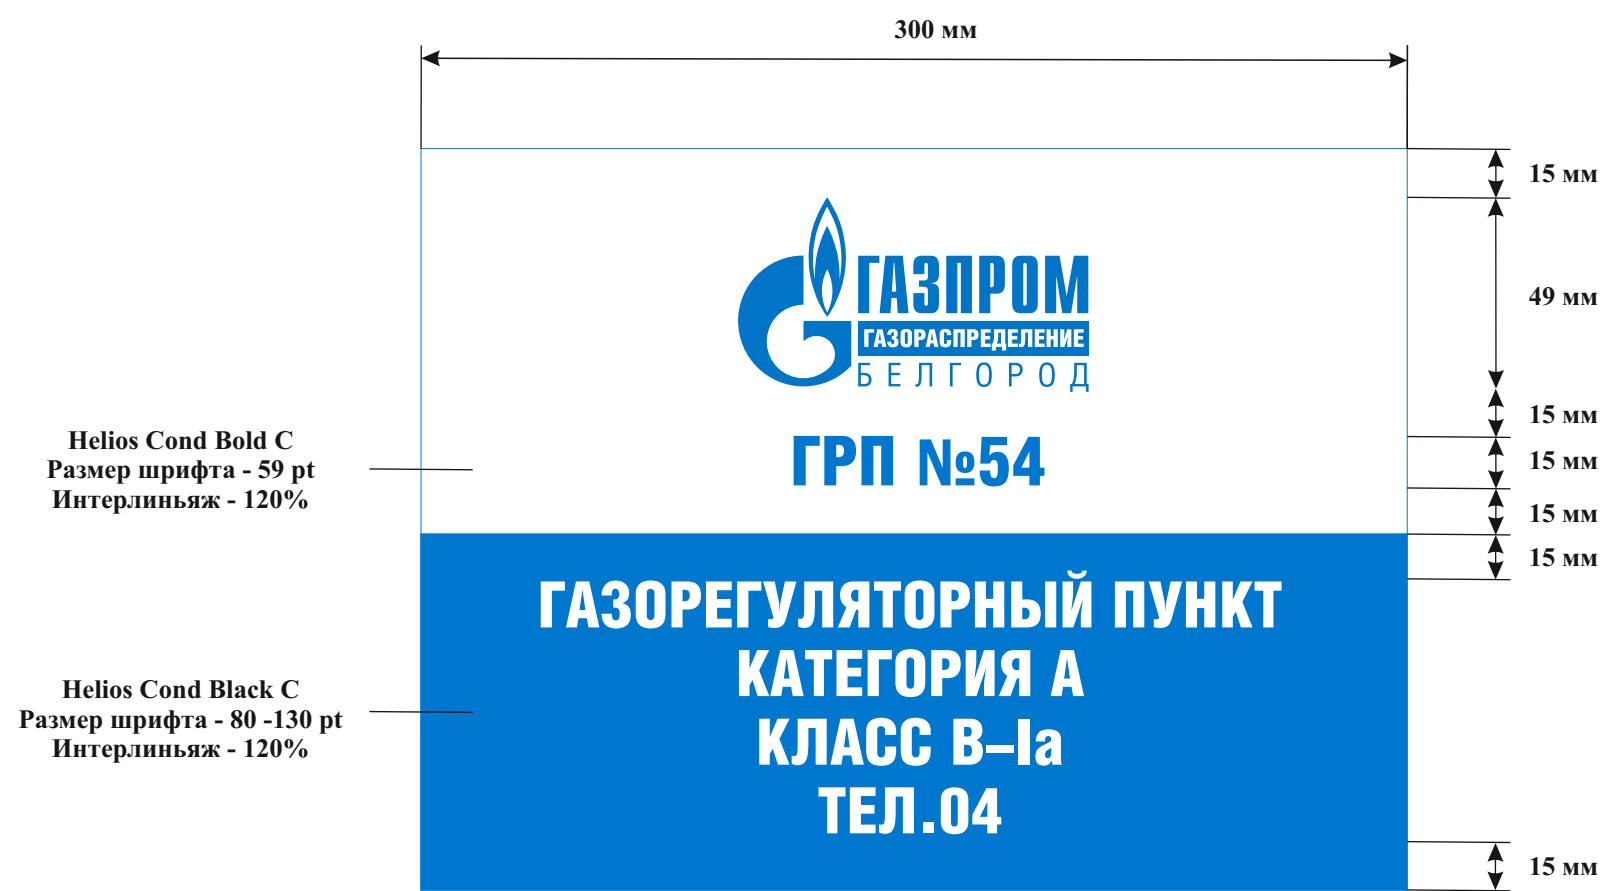 300 мм
15 мм
49 мм
ГАЗПРОМ
ГАЗОРАСПРЕДЕЛЕНИЕ
БЕЛГОРОД
15 мм
Helios Cond Bold C
Размер шрифта - 59 pt
Интерлиньяж - 120%
ГРП №54
15 мм
15 мм
15 мм
ГАЗОРЕГУЛЯТОРНЫЙ ПУНКТ
КАТЕГОРИЯ А
КЛАСС В–Iа
ТЕЛ.04
Helios Cond Black C
Размер шрифта - 80 -130 pt
Интерлиньяж - 120%
15 мм